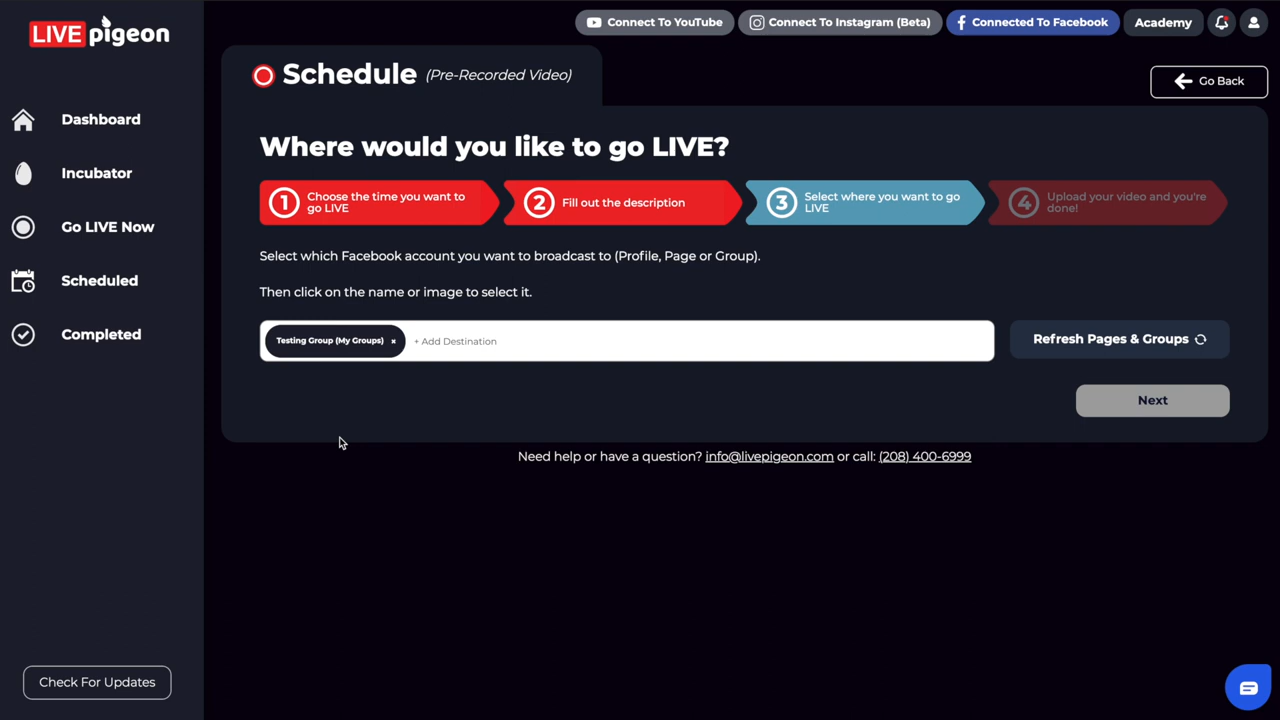 LIVE pigeon
Connect To YouTube
Connect To Instagram (Beta)
Connected To Facebook
Academy
Dashboard
Incubator
Go LIVE Now
Scheduled
Completed
Check For Updates
Schedule (Pre-Recorded Video)
Go Back
Where would you like to go LIVE?
1 Choose the time you want to
go LIVE
2 Fill out the description
3 Select where you want to go
LIVE
4 Upload your video and you're
done!
Select which Facebook account you want to broadcast to (Profile, Page or Group).
Then click on the name or image to select it.
Testing Group (My Groups) ×
+ Add Destination
Refresh Pages & Groups
Next
Need help or have a question? info@livepigeon.com or call: (208) 400-6999